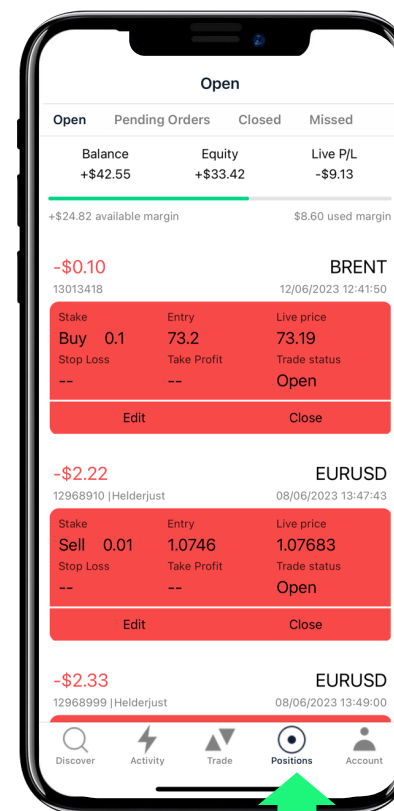 Open
Open Pending Orders Closed Missed
Balance Equity Live P/L
+$42.55 +$33.42 -$9.13
+$24.82 available margin $8.60 used margin
-$0.10 BRENT
13013418 12/06/2023 12:41:50
Stake Entry Live price
Buy 0.1 73.2 73.19
Stop Loss Take Profit Trade status
-- -- Open
Edit Close
-$2.22 EURUSD
12968910 |Helderjust 08/06/2023 13:47:43
Stake Entry Live price
Sell 0.01 1.0746 1.07683
Stop Loss Take Profit Trade status
-- -- Open
Edit Close
-$2.33 EURUSD
12968999 |Helderjust 08/06/2023 13:49:00
Discover Activity Trade Positions Account